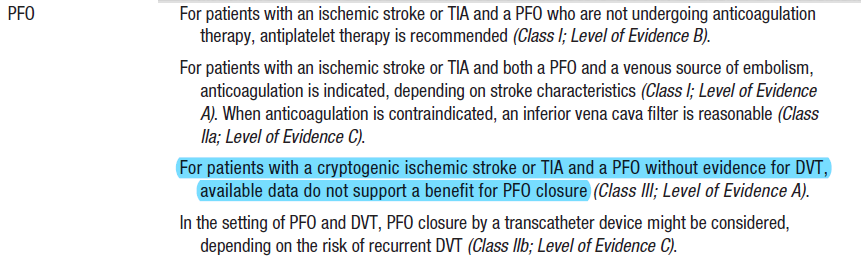 PFO
For patients with an ischemic stroke or TIA and a PFO who are not undergoing anticoagulation
therapy, antiplatelet therapy is recommended (Class I; Level of Evidence B).
For patients with an ischemic stroke or TIA and both a PFO and a venous source of embolism,
anticoagulation is indicated, depending on stroke characteristics (Class I; Level of Evidence
A). When anticoagulation is contraindicated, an inferior vena cava filter is reasonable (Class
IIa; Level of Evidence C).
For patients with a cryptogenic ischemic stroke or TIA and a PFO without evidence for DVT,
available data do not support a benefit for PFO closure (Class III; Level of Evidence A).
In the setting of PFO and DVT, PFO closure by a transcatheter device might be considered,
depending on the risk of recurrent DVT (Class IIb; Level of Evidence C).